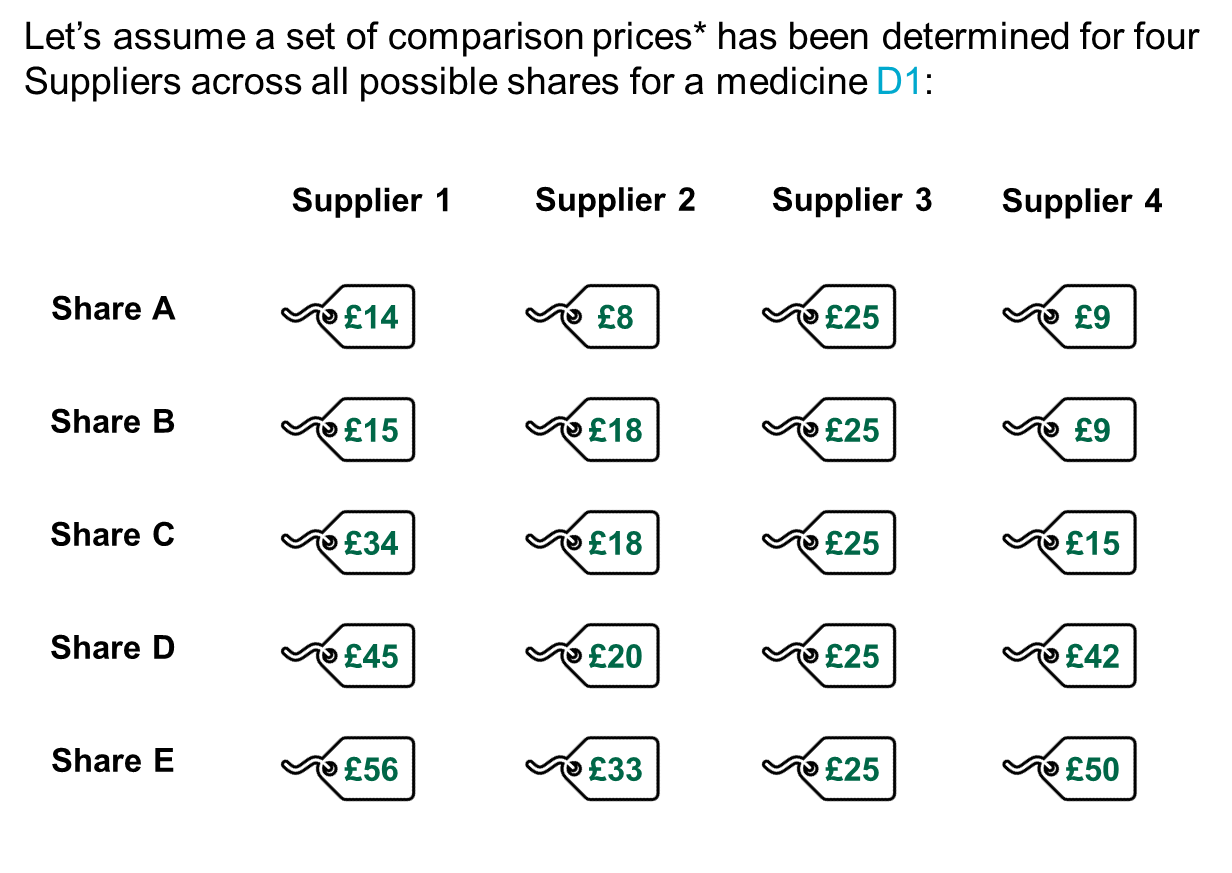 Let’s assume a set of comparison prices* has been determined for four
Suppliers across all possible shares for a medicine D1:
Supplier 1 Supplier 2 Supplier 3 Supplier 4
Share A £14 £8 £25 £9
Share B £15 £18 £25 £9
Share C £34 £18 £25 £15
Share D £45 £20 £25 £42
Share E £56 £33 £25 £50